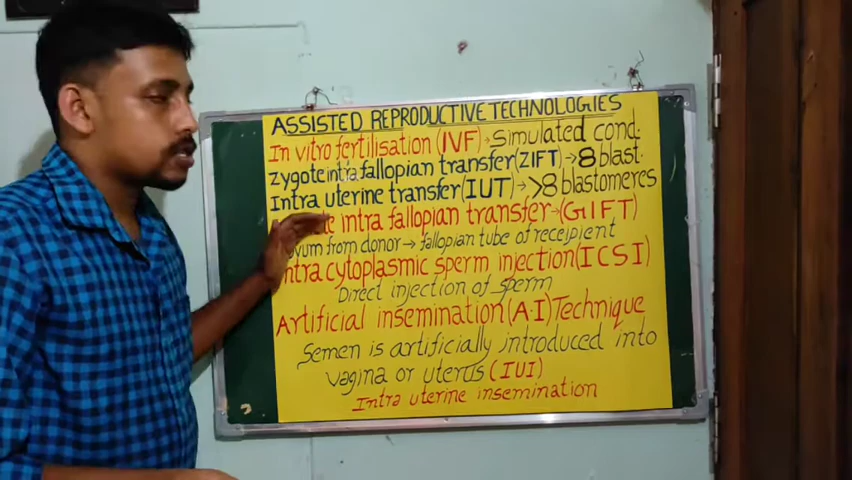 ASSISTED REPRODUCTIVE TECHNOLOGIES
In vitro fertilisation (IVF) → Simulated cond.
Zygote intra fallopian transfer (ZIFT) → 8 blast.
Intra uterine transfer (IUT) → >8 blastomeres
intra fallopian transfer → (GIFT)
ovum from donor → fallopian tube of receipient.
Intra cytoplasmic sperm injection (ICSI)
Direct injection of sperm
Artificial insemination (A.I) Technique
Semen is artificially introduced into
vagina or uterus (IUI)
Intra uterine insemination